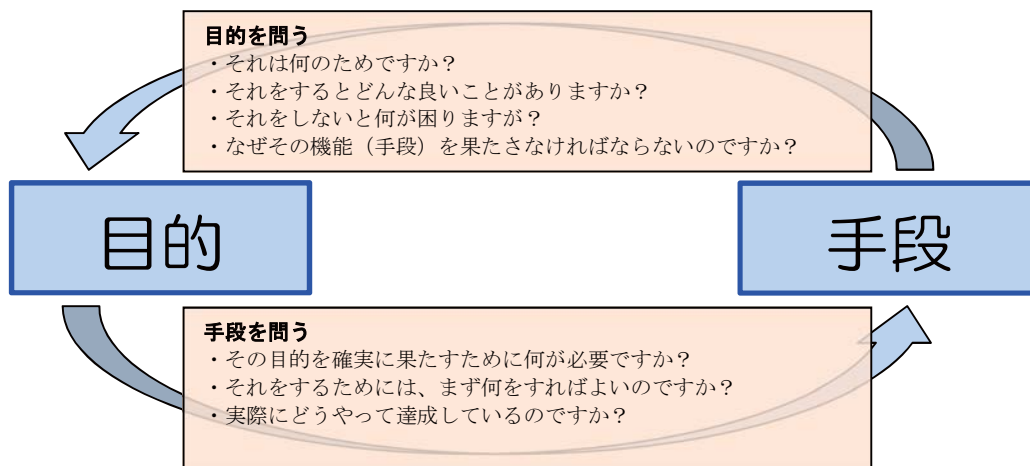 目的を問う
・それは何のためですか？
・それをするとどんな良いことがありますか？
・それをしないと何が困りますが？
・なぜその機能（手段）を果たさなければならないのですか？
目的
手段
手段を問う
・その目的を確実に果たすために何が必要ですか？
・それをするためには、まず何をすればよいのですか？
・実際にどうやって達成しているのですか？